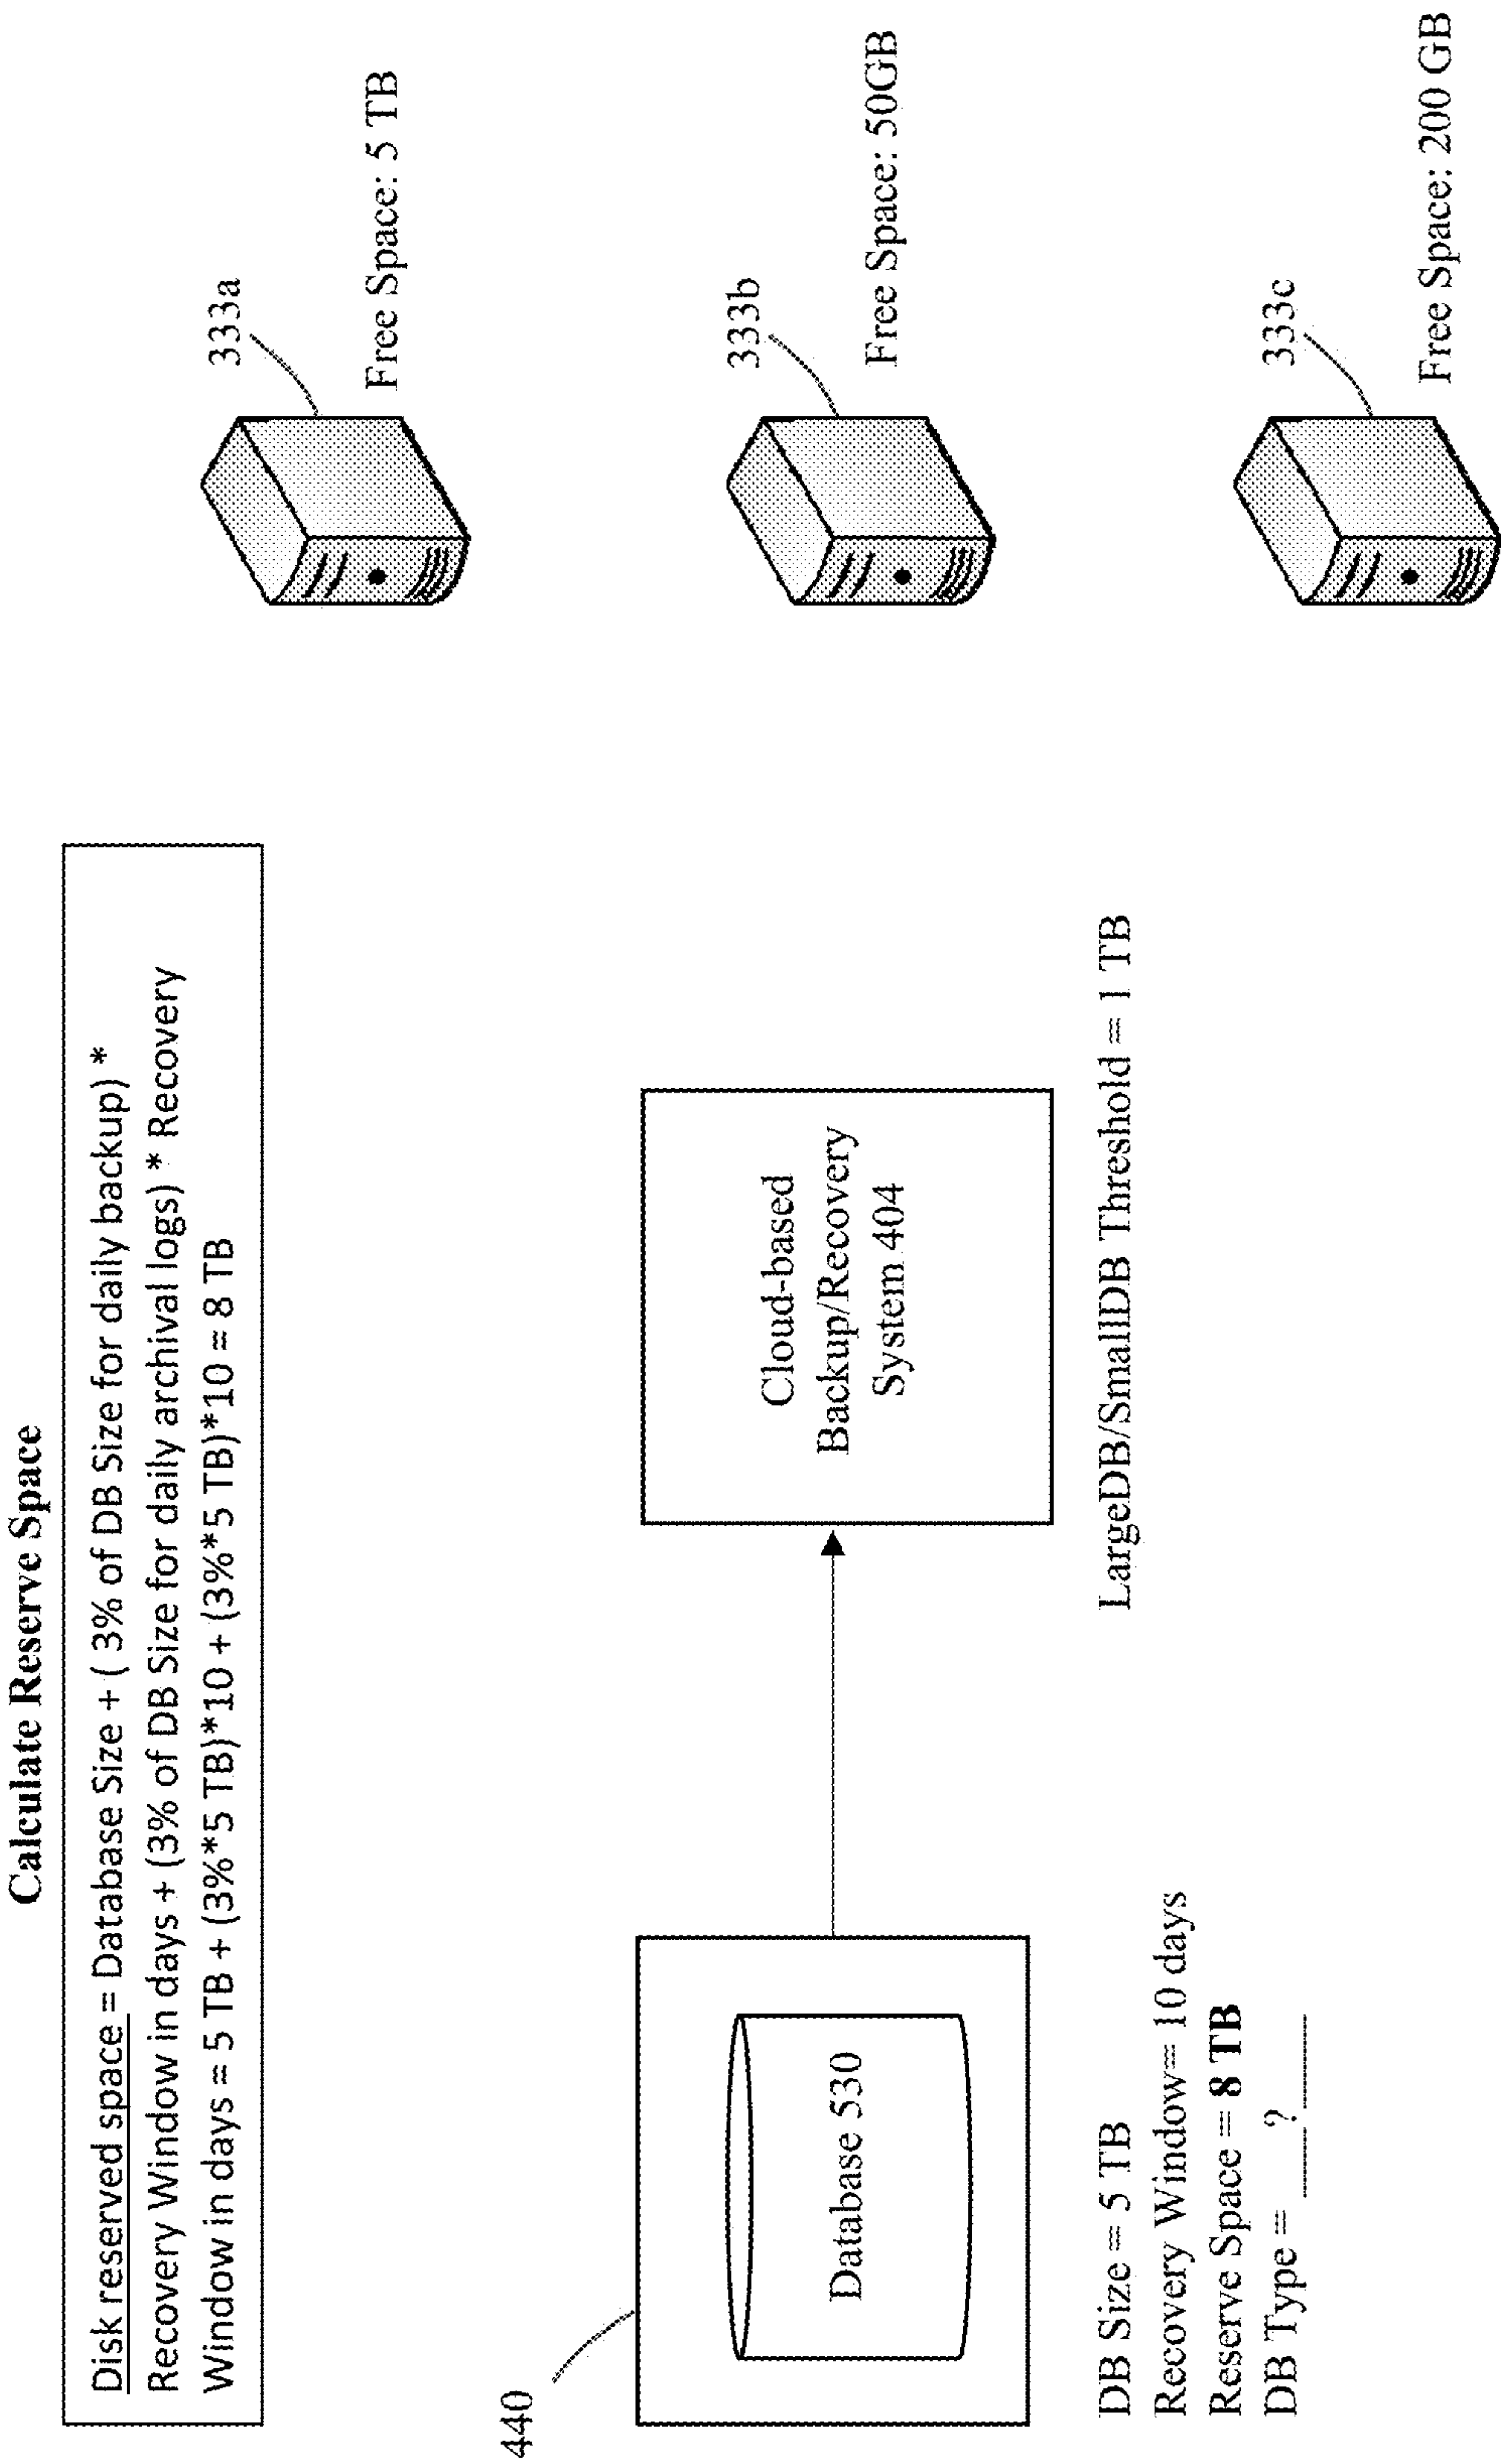 Calculate Reserve Space
Disk reserved space = Database Size + ( 3% of DB Size for daily backup) *
Recovery Window in days + (3% of DB Size for daily archival logs) * Recovery
Window in days = 5 TB + (3%*5 TB)*10 + (3%*5 TB)*10 = 8 TB
440
Database 530
DB Size = 5 TB
Recovery Window= 10 days
Reserve Space = 8 TB
DB Type = ___?____
Cloud-based
Backup/Recovery
System 404
LargeDB/SmallDB Threshold = 1 TB
333a
Free Space: 5 TB
333b
Free Space: 50GB
333c
Free Space: 200 GB